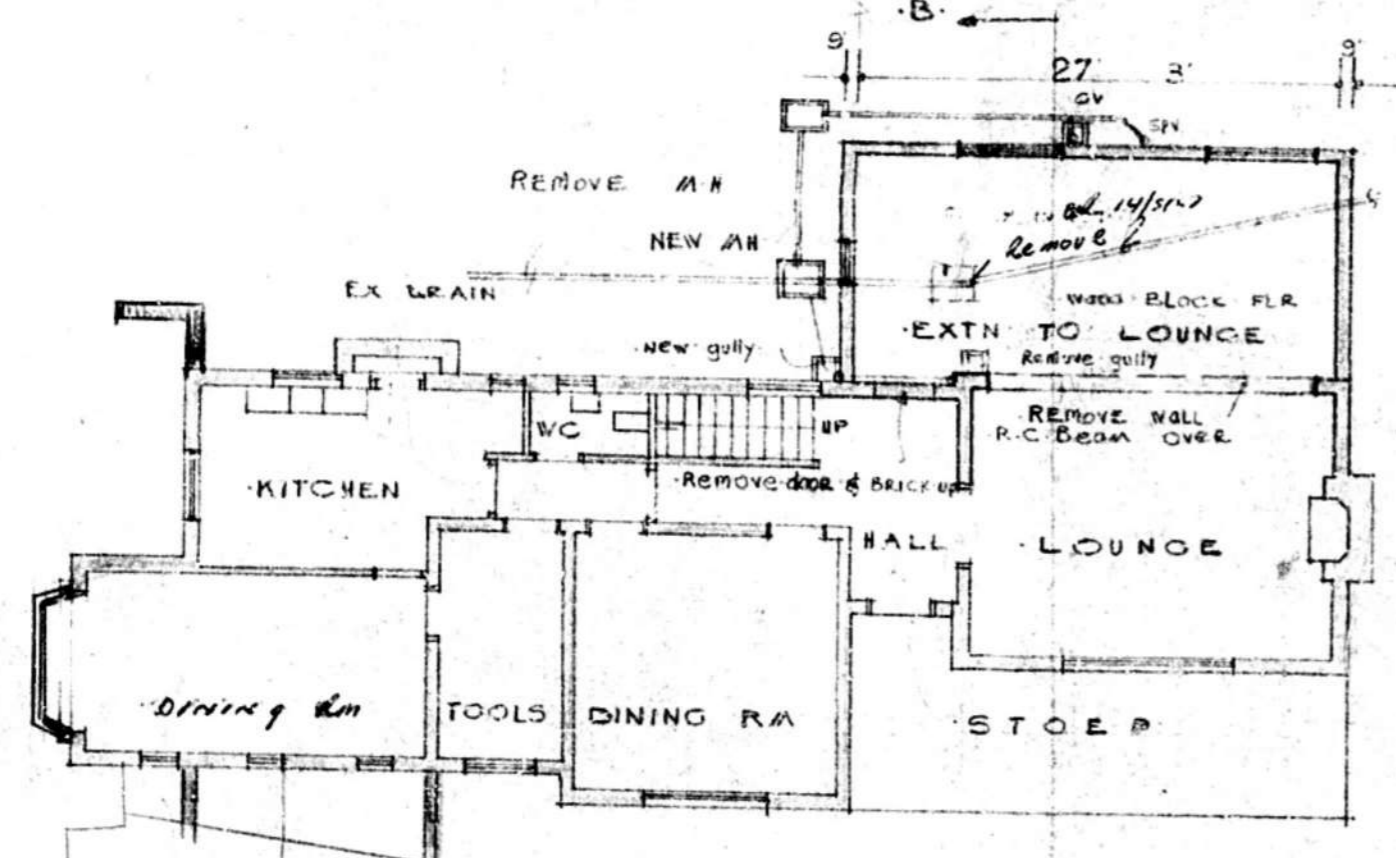 ·B·
9"
27' 3"
9"
GV
SPV
REMOVE M·H
NEW MH
Remove
EX DRAIN
WOOD BLOCK FLR
·EXTN TO LOUNGE
New gully
Remove gully
REMOVE WALL
R.C. Beam OVER
WC
UP
·KITCHEN
·Remove door & BRICK UP
HALL
·LOUNGE
·Dining Rm
TOOLS
DINING RM
·STOEP·